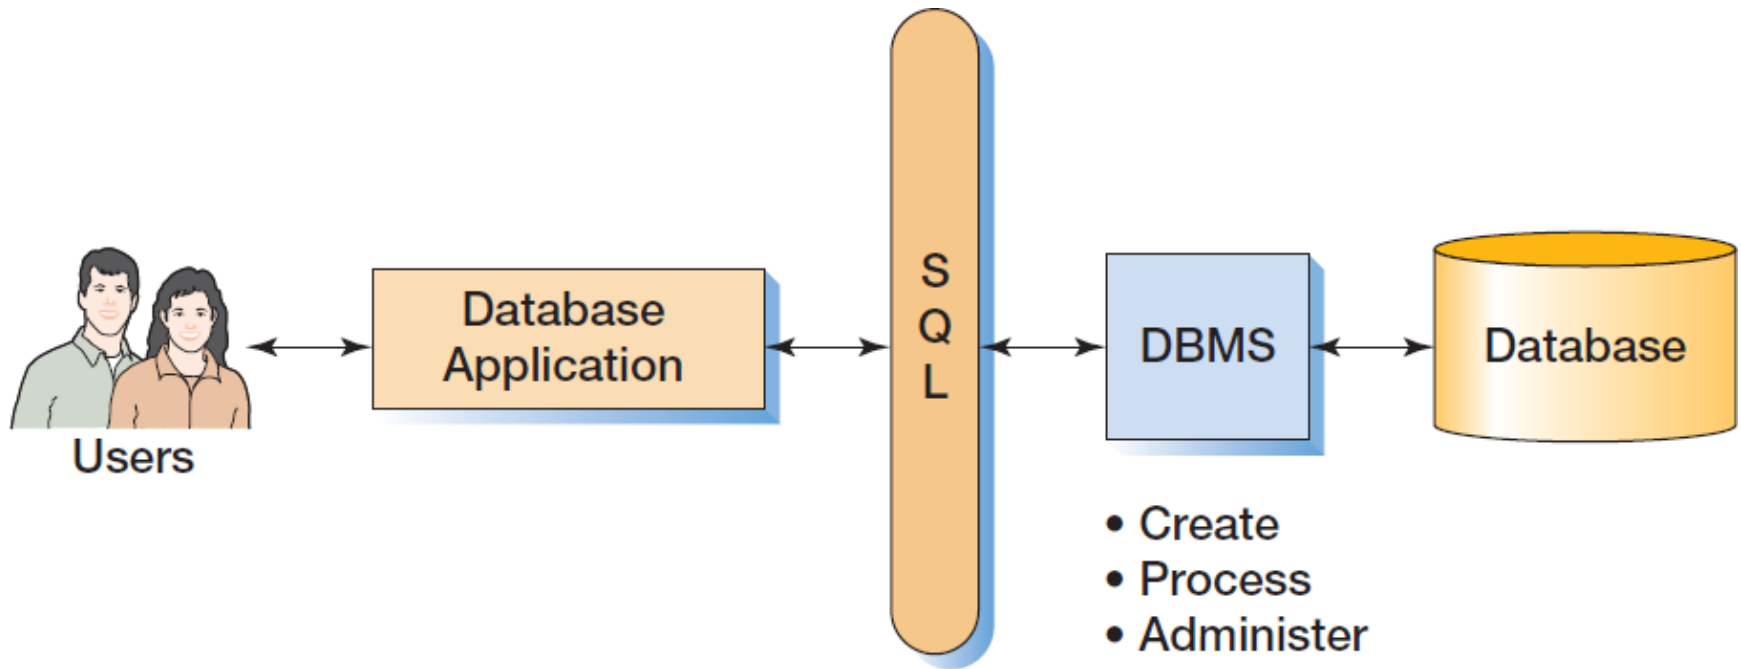 Users
Database
Application
S
Q
L
DBMS
Database
• Create
• Process
• Administer